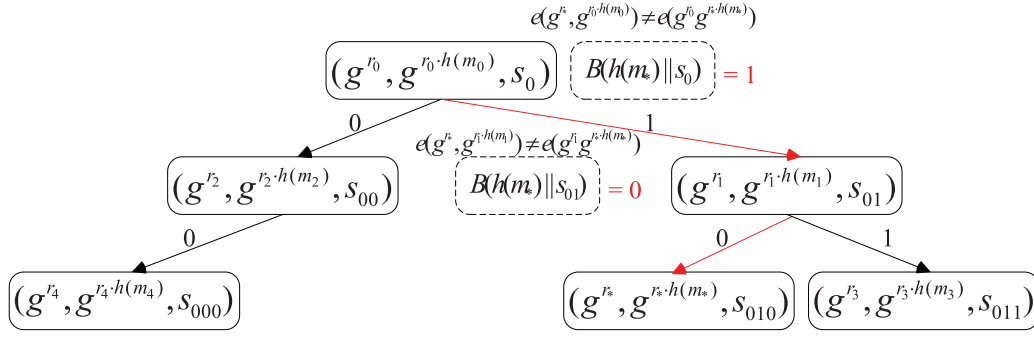 e(g^{r_*}, g^{r_0·h(m_0)}) ≠ e(g^{r_0} g^{r_*·h(m_*)})
(g^{r_0}, g^{r_0·h(m_0)}, s_0) B(h(m_*) || s_0) = 1
0 1
e(g^{r_*}, g^{r_1·h(m_1)}) ≠ e(g^{r_1} g^{r_*·h(m_*)})
(g^{r_2}, g^{r_2·h(m_2)}, s_{00}) B(h(m_*) || s_{01}) = 0 (g^{r_1}, g^{r_1·h(m_1)}, s_{01})
0 0 1
(g^{r_4}, g^{r_4·h(m_4)}, s_{000}) (g^{r_*}, g^{r_*·h(m_*)}, s_{010}) (g^{r_3}, g^{r_3·h(m_3)}, s_{011})